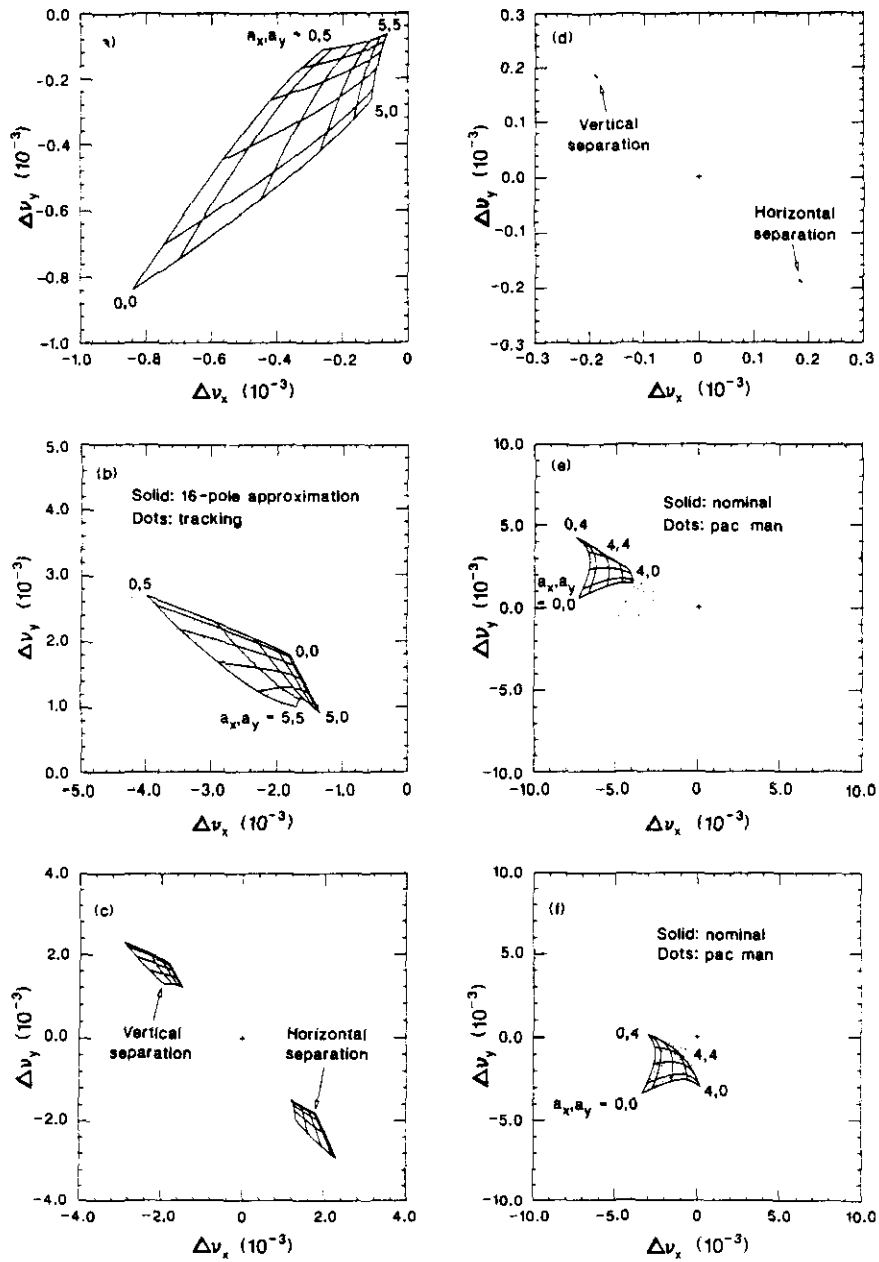 a)
a_x,a_y = 0,5
5,5
5,0
0,0
Δν_y (10^-3)
0.0
-0.2
-0.4
-0.6
-0.8
-1.0
-1.0
-0.8
-0.6
-0.4
-0.2
0
Δν_x (10^-3)
(b)
Solid: 16-pole approximation
Dots: tracking
0,5
0,0
a_x,a_y = 5,5
5,0
Δν_y (10^-3)
5.0
4.0
3.0
2.0
1.0
0.0
-5.0
-4.0
-3.0
-2.0
-1.0
0
Δν_x (10^-3)
(c)
Vertical
separation
Horizontal
separation
Δν_y (10^-3)
4.0
2.0
0.0
-2.0
-4.0
-4.0
-2.0
0
2.0
4.0
Δν_x (10^-3)
(d)
Vertical
separation
Horizontal
separation
Δν_y (10^-3)
0.3
0.2
0.1
0.0
-0.1
-0.2
-0.3
-0.3
-0.2
-0.1
0
0.1
0.2
0.3
Δν_x (10^-3)
(e)
Solid: nominal
Dots: pac man
0,4
4,4
4,0
a_x,a_y
= 0,0
Δν_y (10^-3)
10.0
5.0
0.0
-5.0
-10.0
-10.0
-5.0
0
5.0
10.0
Δν_x (10^-3)
(f)
Solid: nominal
Dots: pac man
0,4
4,4
4,0
a_x,a_y = 0,0
Δν_y (10^-3)
10.0
5.0
0.0
-5.0
-10.0
-10.0
-5.0
0
5.0
10.0
Δν_x (10^-3)